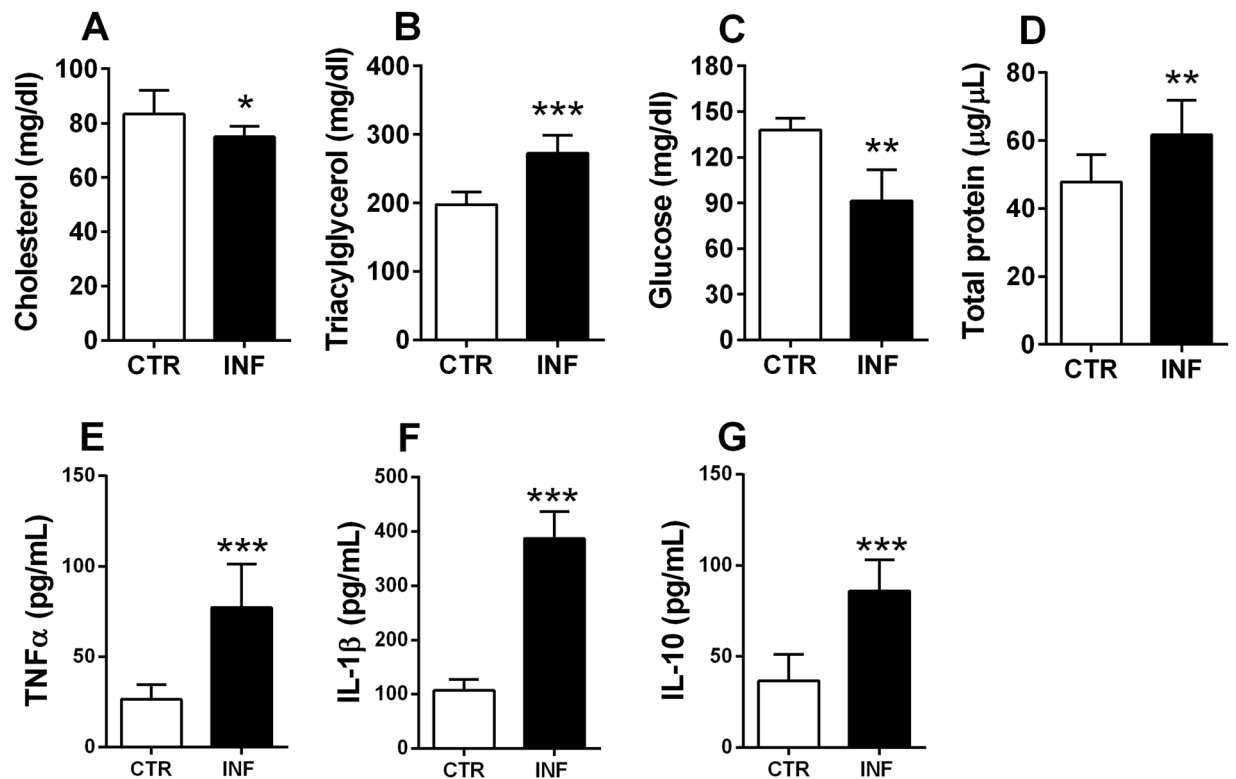 A
Cholesterol (mg/dl)
100
80
60
40
20
0
*
CTR INF
B
Triacylglycerol (mg/dl)
400
300
200
100
0
***
CTR INF
C
Glucose (mg/dl)
180
150
120
90
60
30
0
**
CTR INF
D
Total protein (µg/µL)
80
60
40
20
0
**
CTR INF
E
TNFα (pg/mL)
150
100
50
0
***
CTR INF
F
IL-1β (pg/mL)
500
400
300
200
100
0
***
CTR INF
G
IL-10 (pg/mL)
150
100
50
0
***
CTR INF